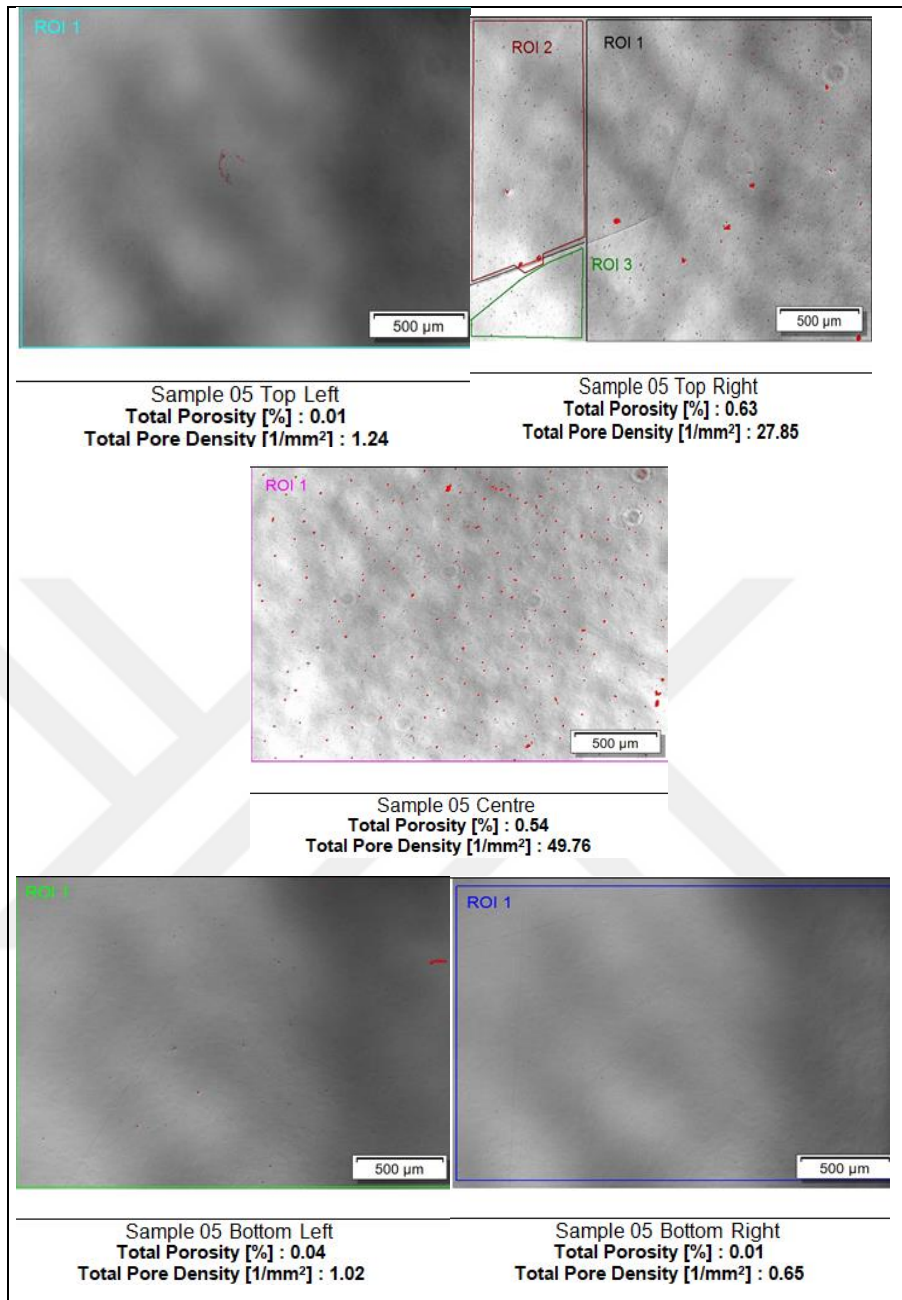 ROI 1
500 µm
Sample 05 Top Left
Total Porosity [%] : 0.01
Total Pore Density [1/mm²] : 1.24
ROI 2
ROI 1
ROI 3
500 µm
Sample 05 Top Right
Total Porosity [%] : 0.63
Total Pore Density [1/mm²] : 27.85
ROI 1
500 µm
Sample 05 Centre
Total Porosity [%] : 0.54
Total Pore Density [1/mm²] : 49.76
ROI 1
500 µm
Sample 05 Bottom Left
Total Porosity [%] : 0.04
Total Pore Density [1/mm²] : 1.02
ROI 1
500 µm
Sample 05 Bottom Right
Total Porosity [%] : 0.01
Total Pore Density [1/mm²] : 0.65